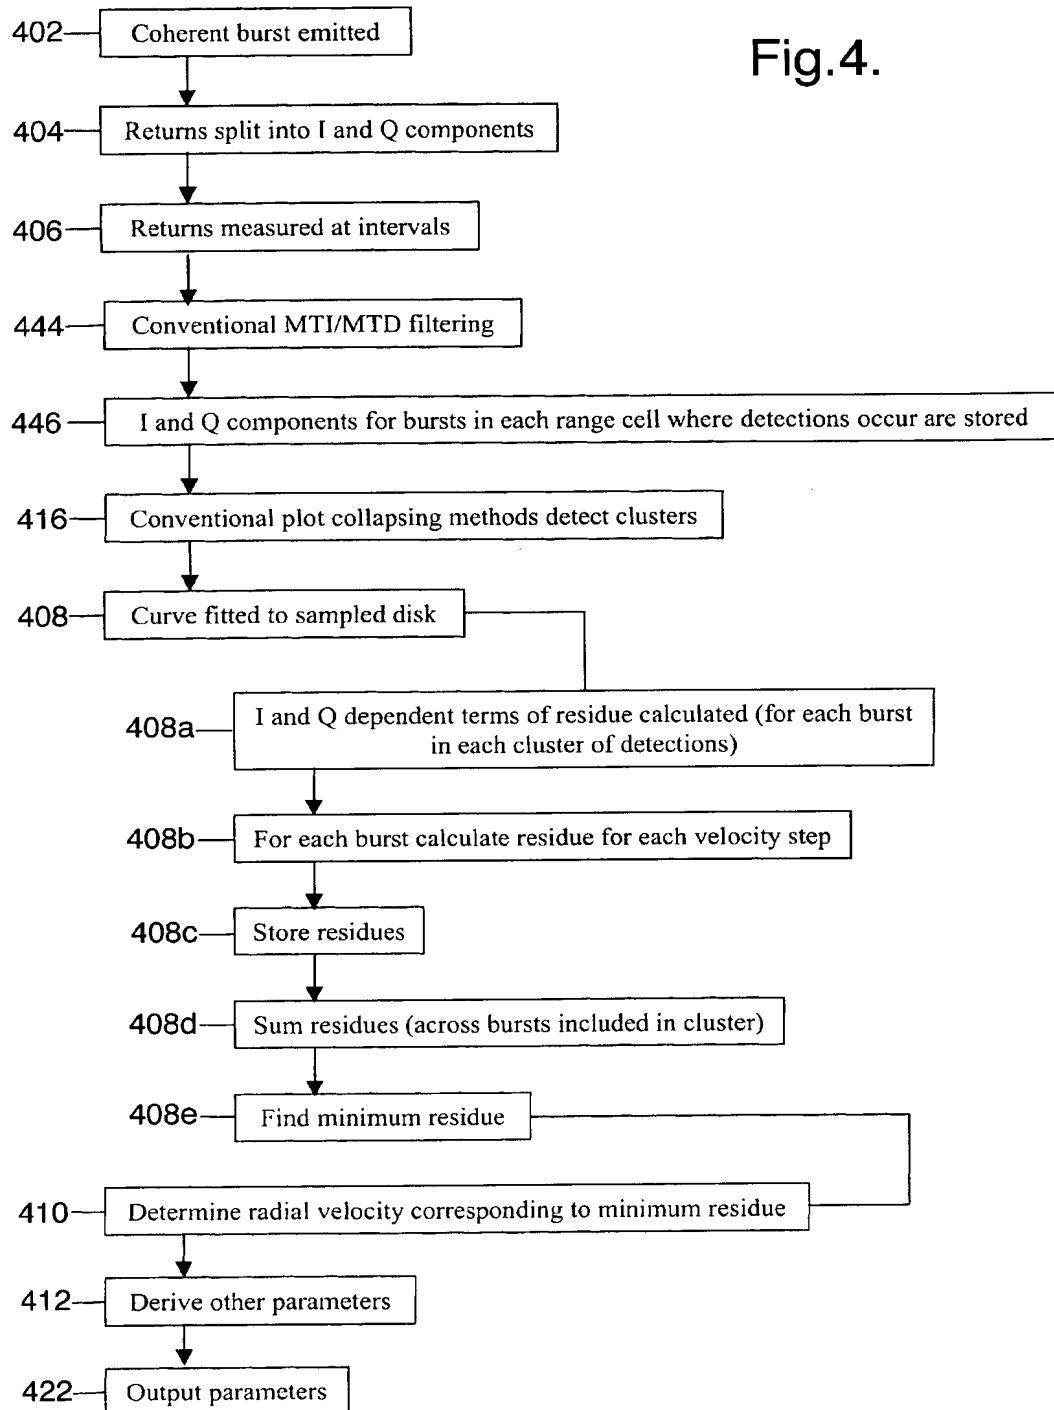 Fig.4.
402 Coherent burst emitted
404 Returns split into I and Q components
406 Returns measured at intervals
444 Conventional MTI/MTD filtering
446 I and Q components for bursts in each range cell where detections occur are stored
416 Conventional plot collapsing methods detect clusters
408 Curve fitted to sampled disk
408a I and Q dependent terms of residue calculated (for each burst
in each cluster of detections)
408b For each burst calculate residue for each velocity step
408c Store residues
408d Sum residues (across bursts included in cluster)
408e Find minimum residue
410 Determine radial velocity corresponding to minimum residue
412 Derive other parameters
422 Output parameters